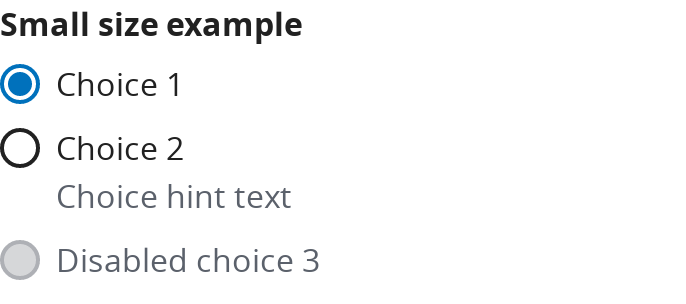 Small size example
Choice 1
Choice 2
Choice hint text
Disabled choice 3